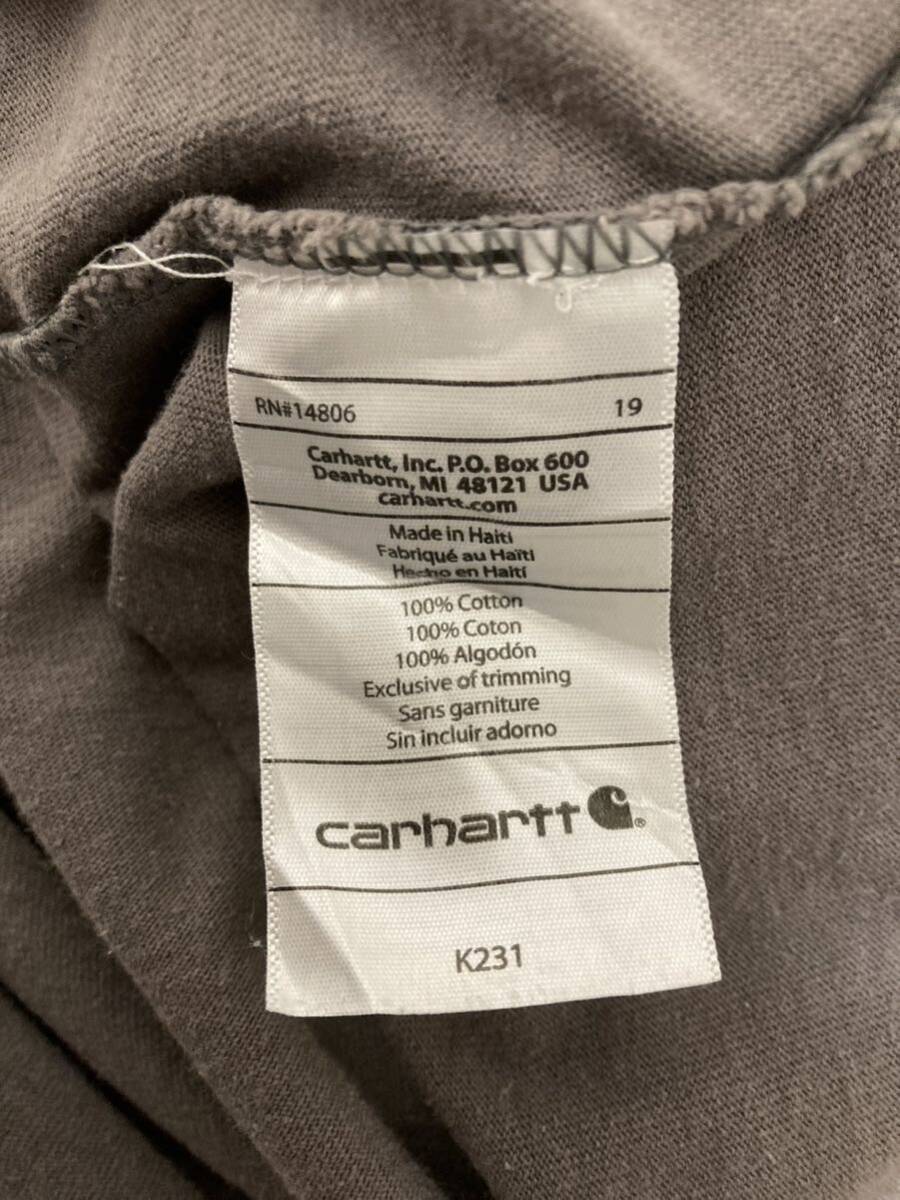 RN#14806 19
Carhartt, Inc. P.O. Box 600
Dearborn, MI 48121 USA
carhartt.com
Made in Haiti
Fabriqué au Haïti
Hecho en Haití
100% Cotton
100% Coton
100% Algodón
Exclusive of trimming
Sans garniture
Sin incluir adorno
carhartt ®
K231